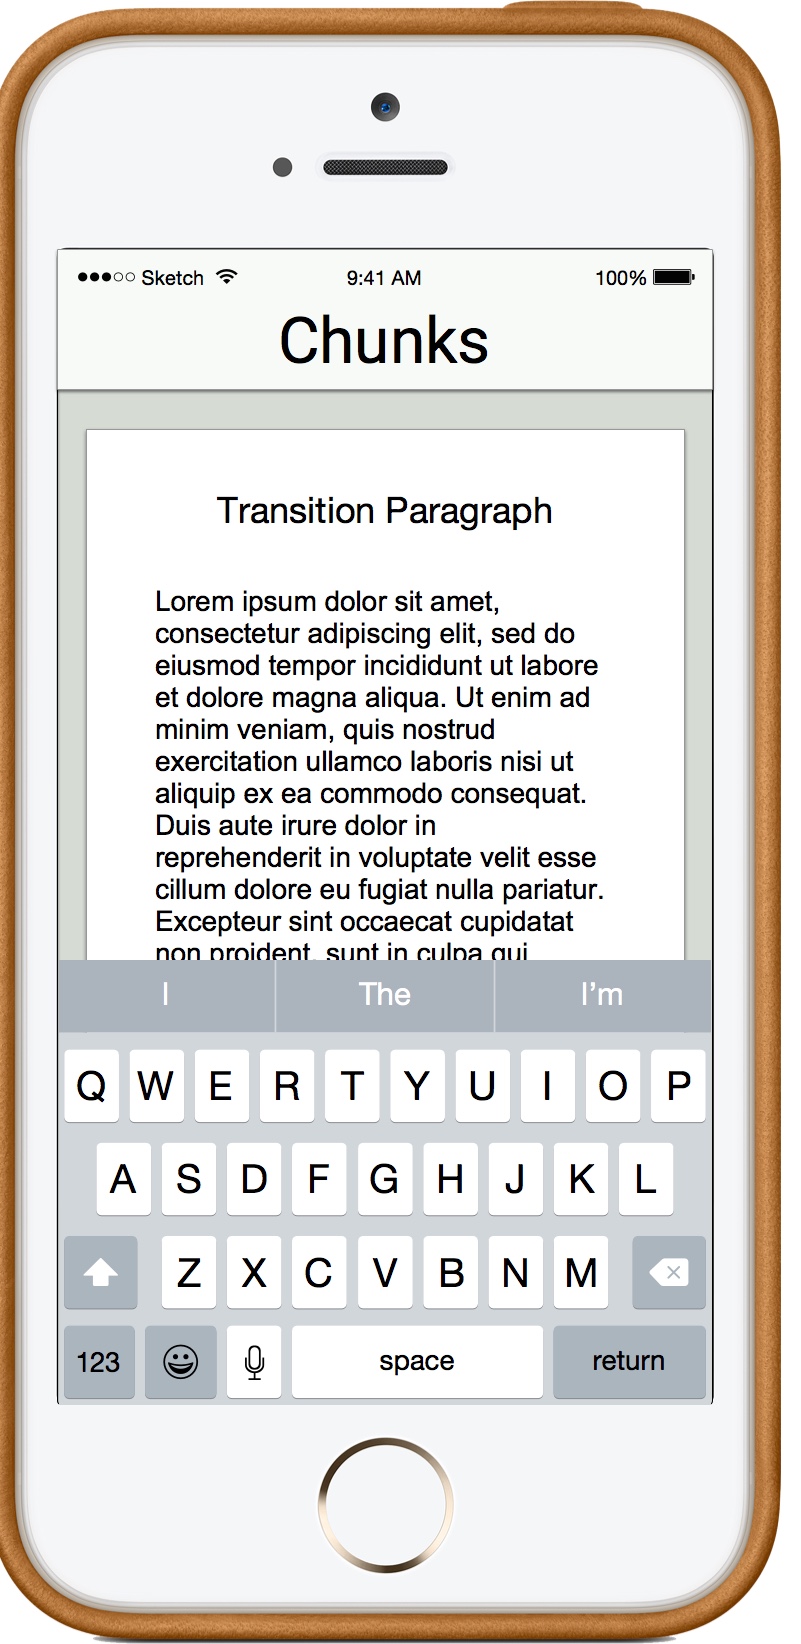 Sketch 9:41 AM 100%
Chunks
Transition Paragraph
Lorem ipsum dolor sit amet,
consectetur adipiscing elit, sed do
eiusmod tempor incididunt ut labore
et dolore magna aliqua. Ut enim ad
minim veniam, quis nostrud
exercitation ullamco laboris nisi ut
aliquip ex ea commodo consequat.
Duis aute irure dolor in
reprehenderit in voluptate velit esse
cillum dolore eu fugiat nulla pariatur.
Excepteur sint occaecat cupidatat
non proident, sunt in culpa qui
I The I’m
Q W E R T Y U I O P
A S D F G H J K L
Z X C V B N M
123 space return